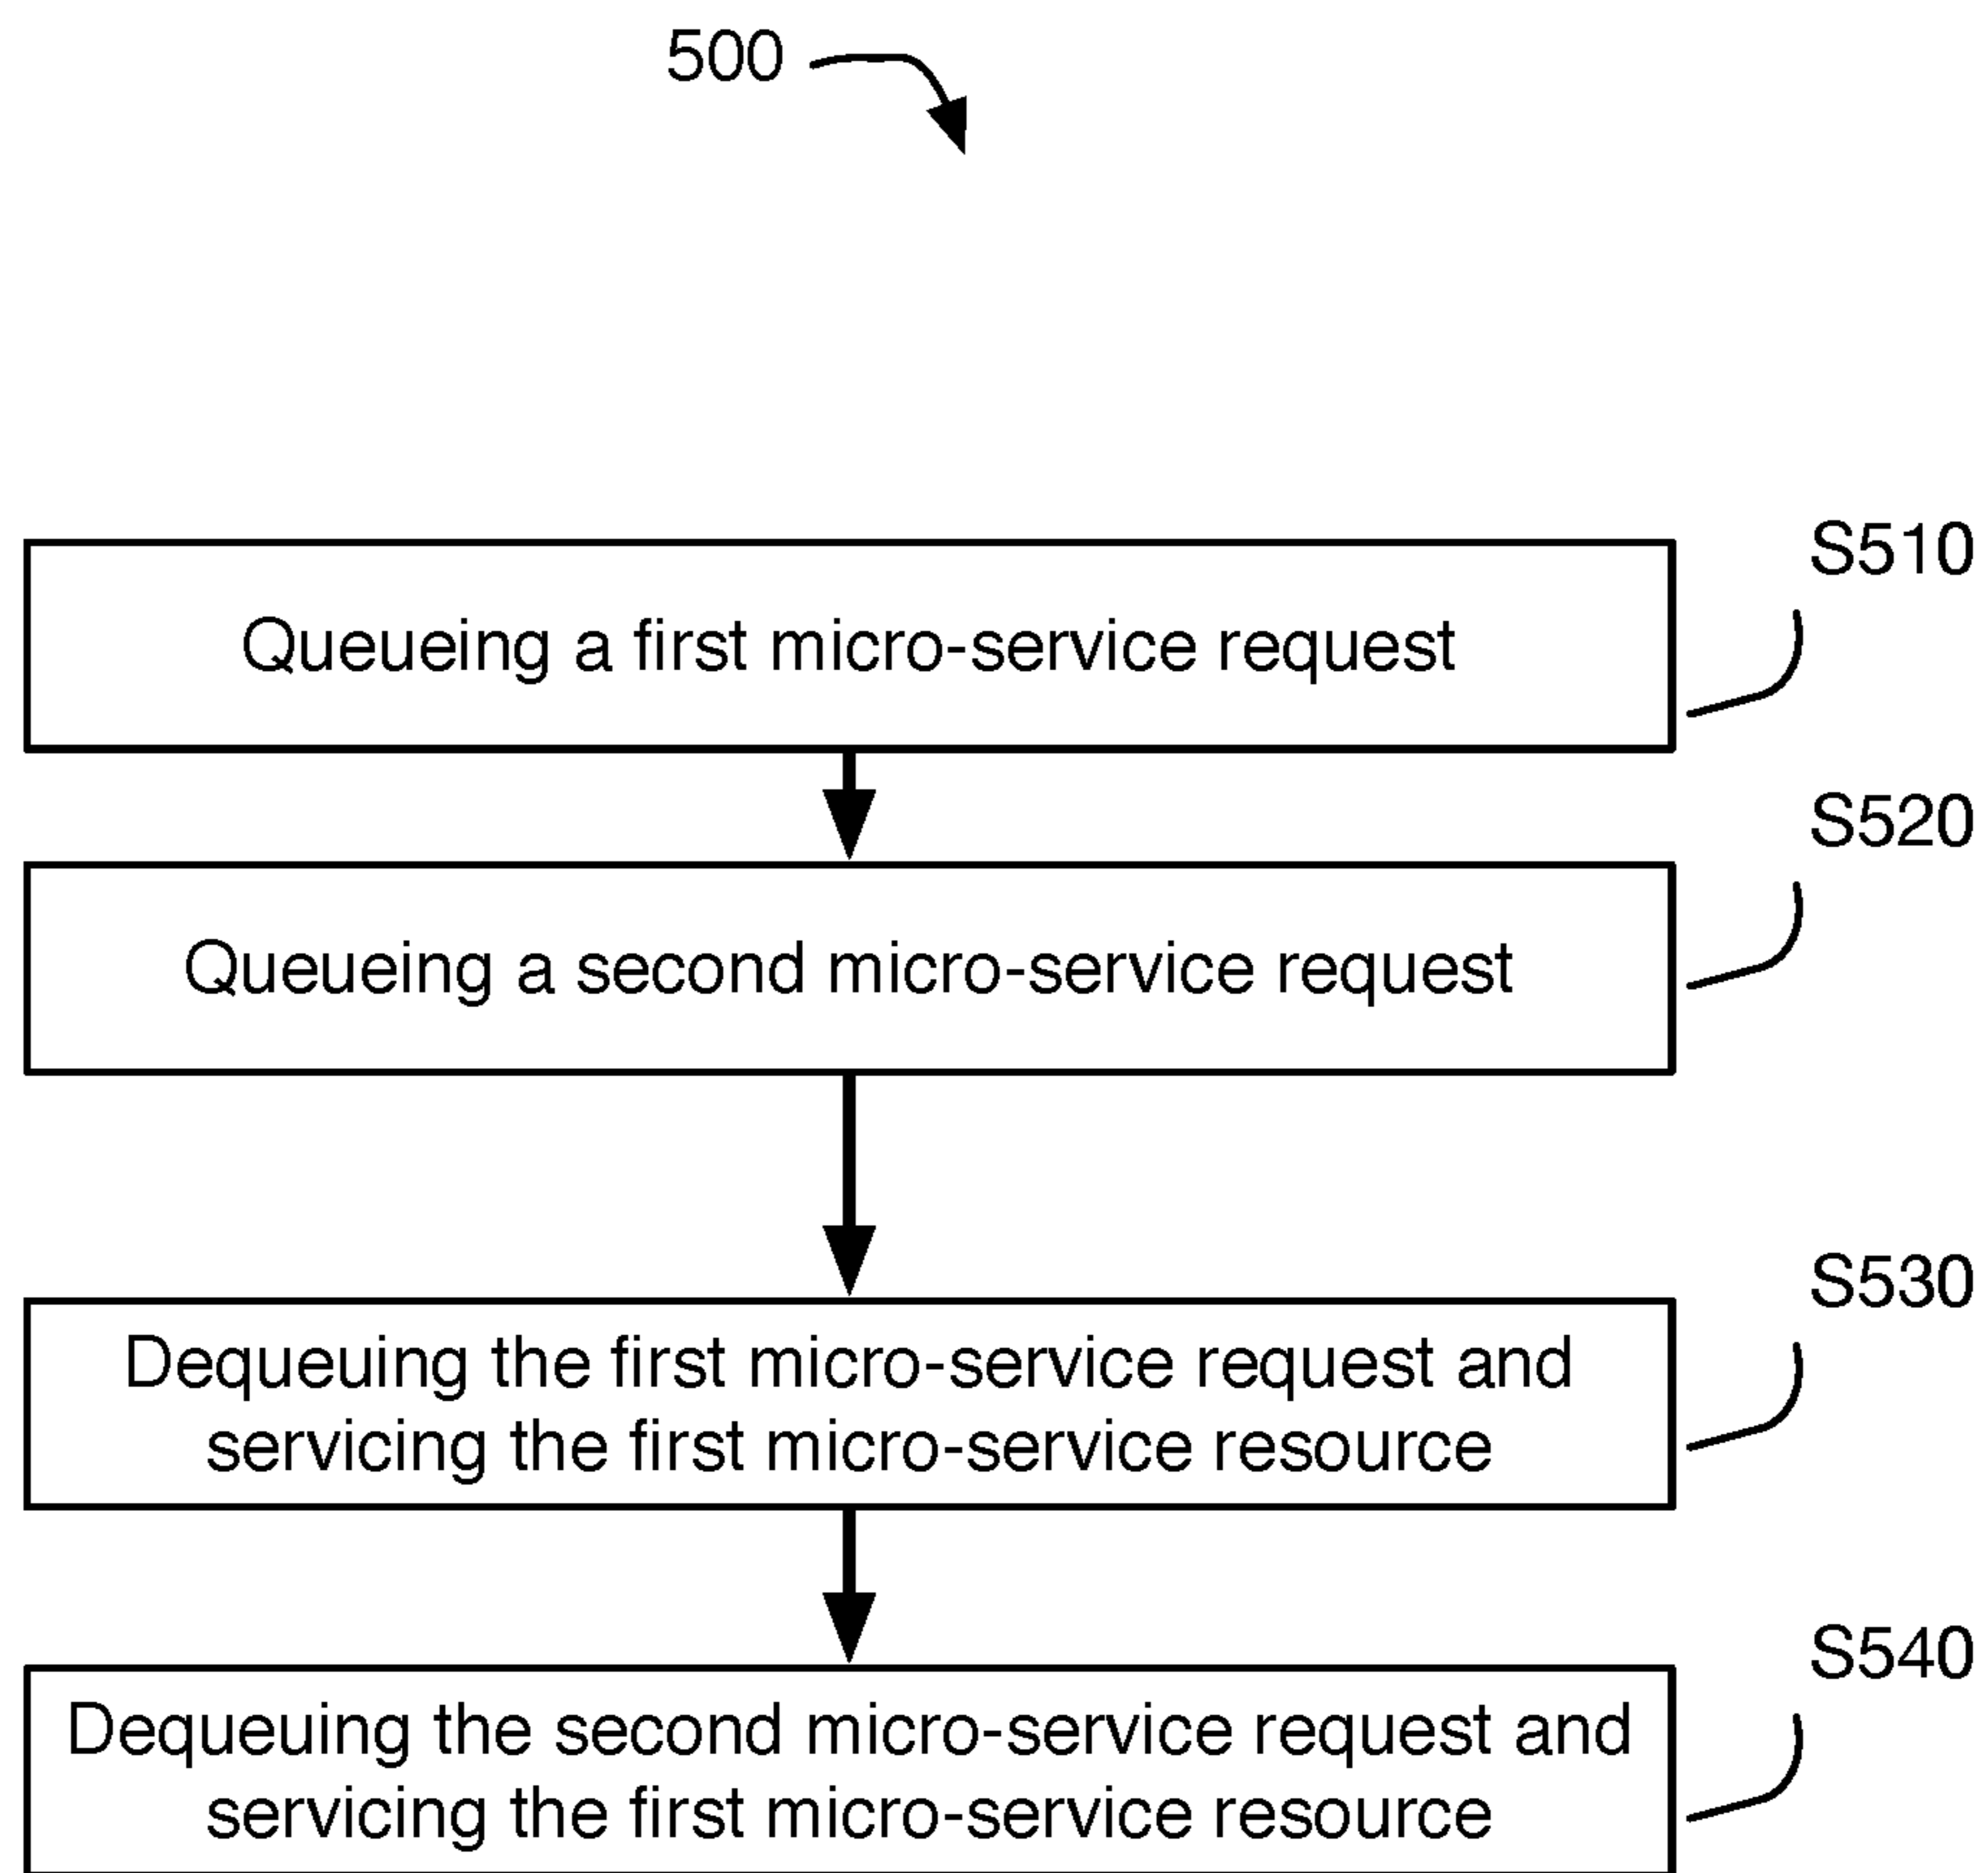 500
S510
Queueing a first micro-service request
S520
Queueing a second micro-service request
S530
Dequeuing the first micro-service request and
servicing the first micro-service resource
S540
Dequeuing the second micro-service request and
servicing the first micro-service resource